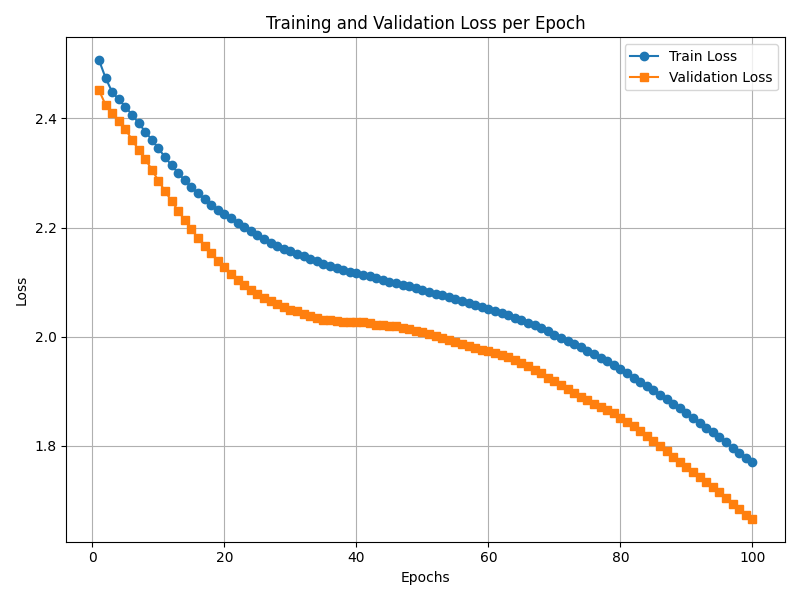 Training and Validation Loss per Epoch
Train Loss
Validation Loss
2.4
2.2
2.0
1.8
Loss
0 20 40 60 80 100
Epochs